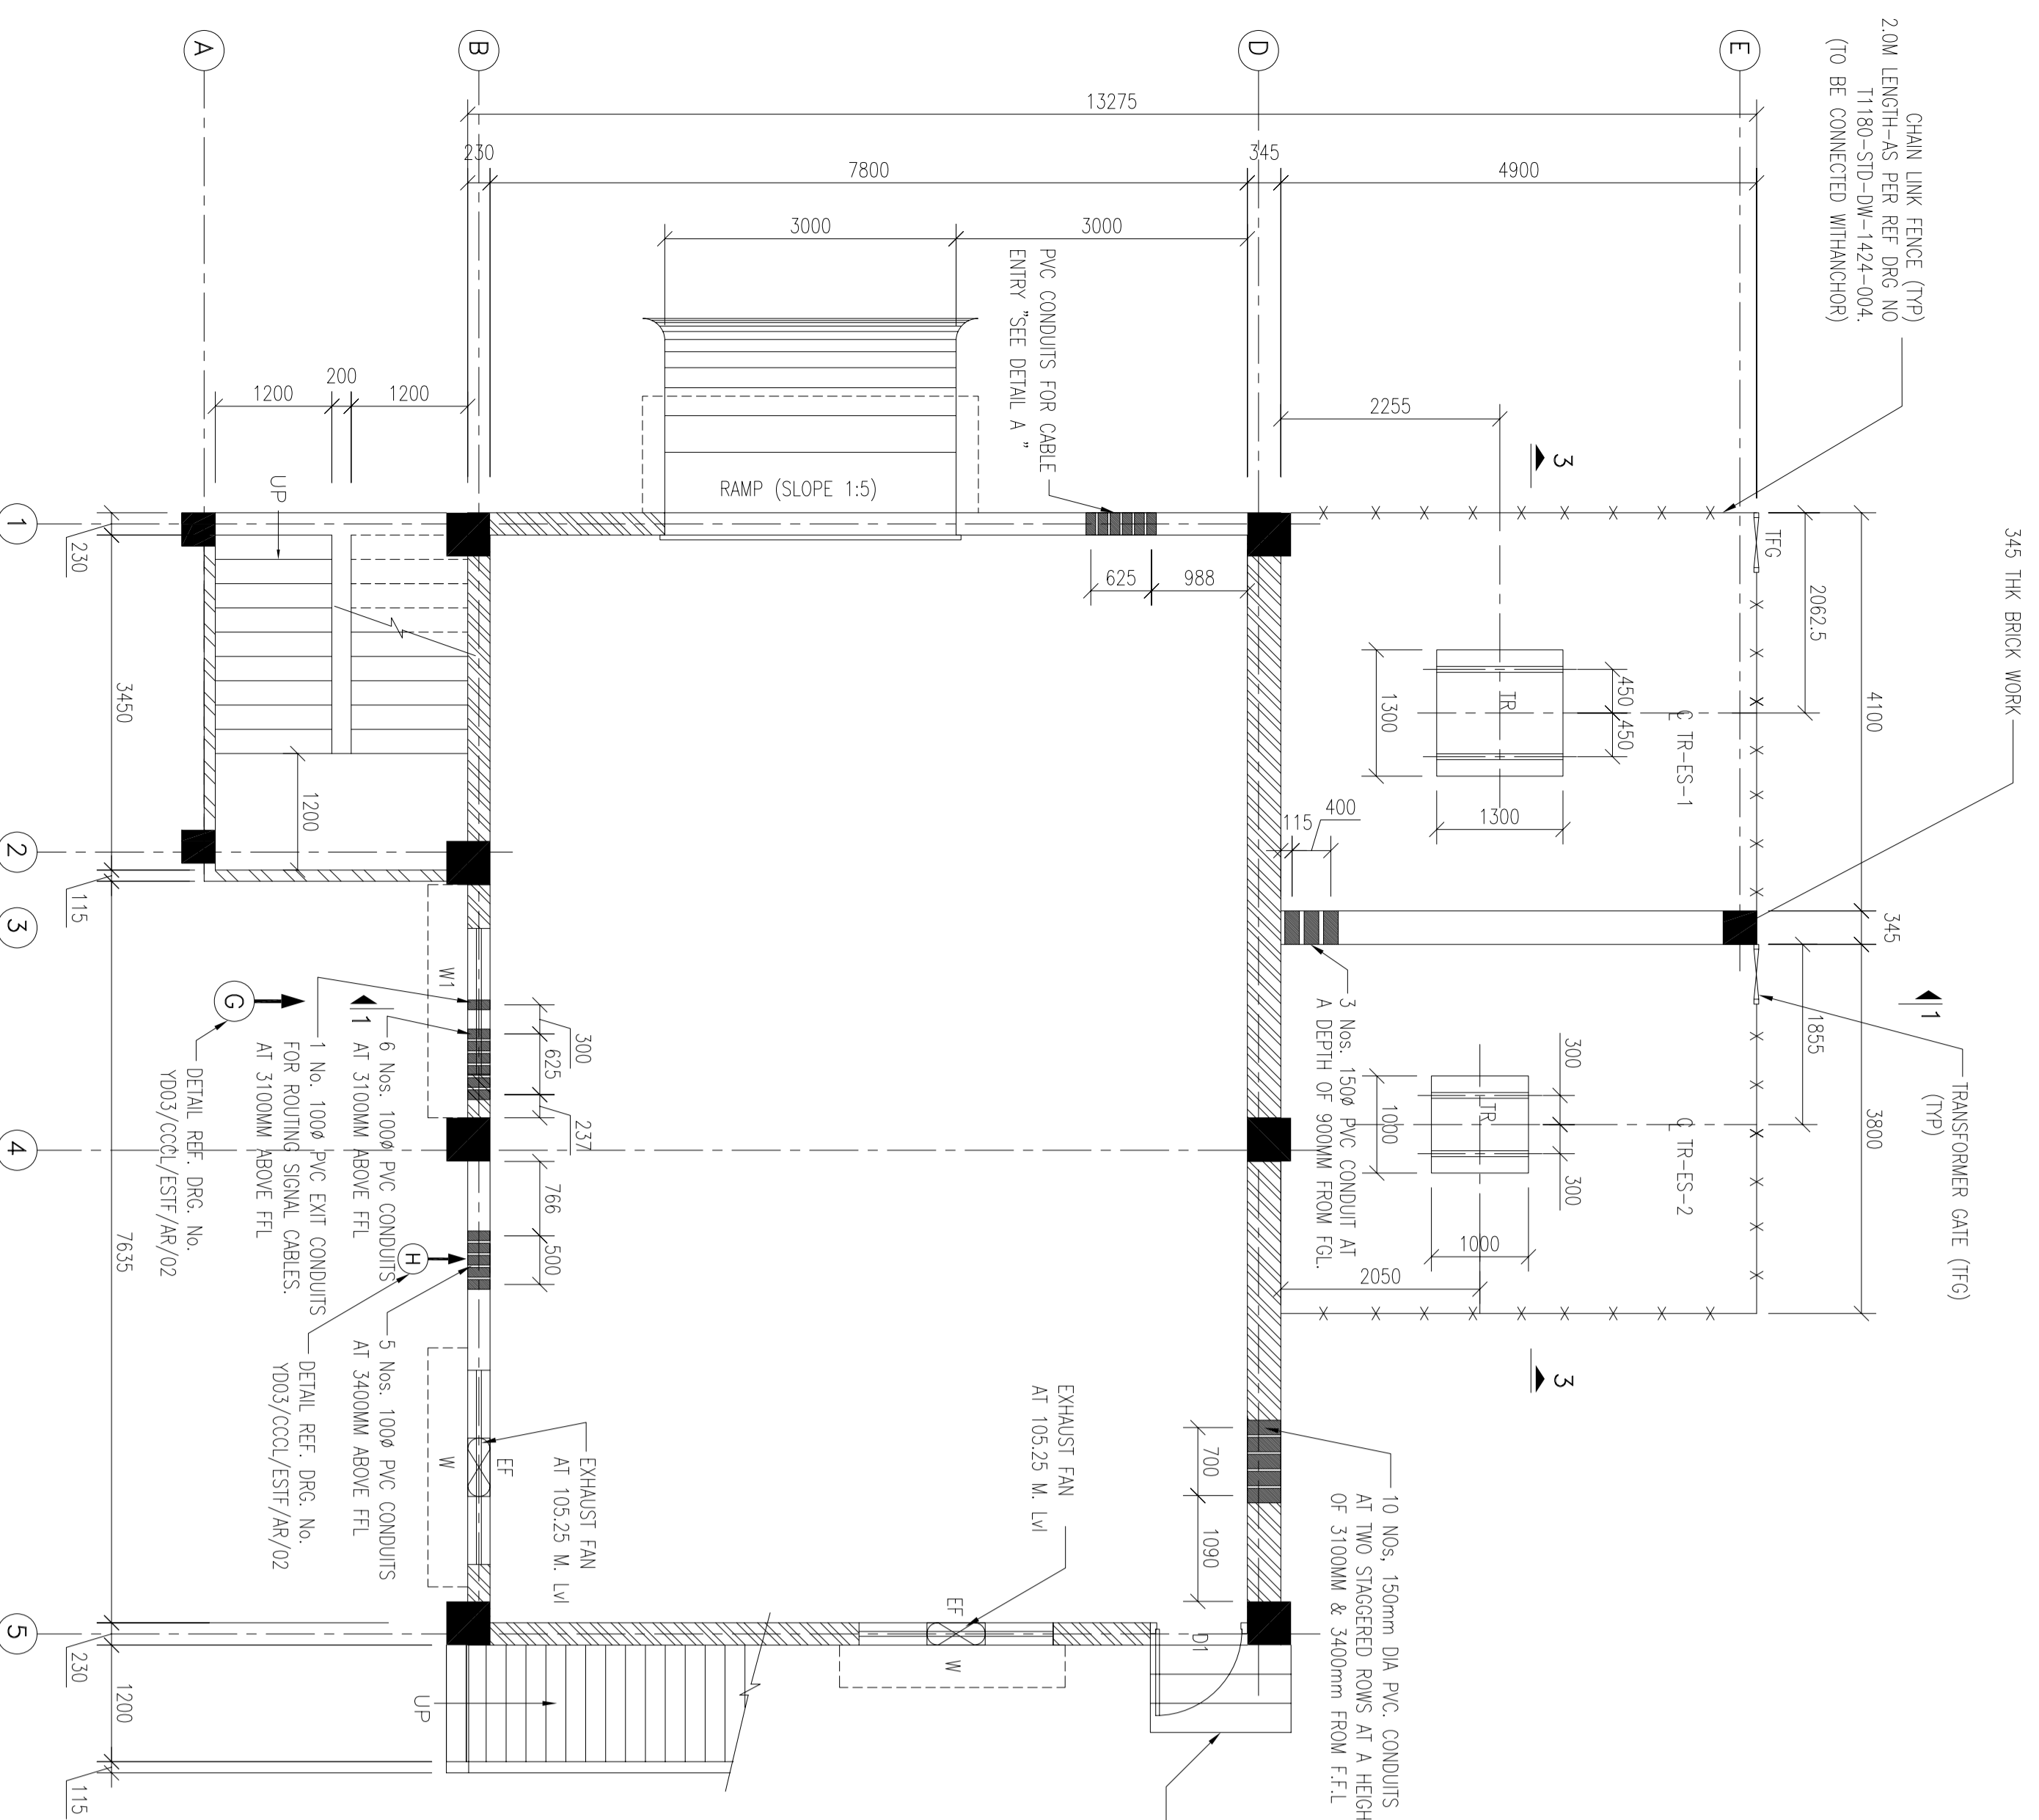 CHAIN LINK FENCE (TYP)
2.0M LENGTH-AS PER REF DRG NO
T1180-STD-DW-1424-004.
(TO BE CONNECTED WITHANCHOR)
345 THK BRICK WORK
TRANSFORMER GATE (TFG)
(TYP)
A
B
D
E
13275
230
7800
345
4900
3000
3000
2255
PVC CONDUITS FOR CABLE
ENTRY "SEE DETAIL A "
RAMP (SLOPE 1:5)
1200
200
1200
UP
3
TFG
2062.5
4100
345
1855
3800
1
625
988
450
450
1300
TR
1300
℄ TR-ES-1
400
115
3 Nos. 150Ø PVC CONDUIT AT
A DEPTH OF 900MM FROM FGL.
300
300
1000
TR
1000
℄ TR-ES-2
2050
3
1
2
3
4
5
230
3450
115
7635
230
1200
115
1200
W1
300
625
237
766
500
G
1
H
6 Nos. 100Ø PVC CONDUITS
AT 3100MM ABOVE FFL
1 No. 100Ø PVC EXIT CONDUITS
FOR ROUTING SIGNAL CABLES.
AT 3100MM ABOVE FFL
DETAIL REF. DRG. No.
YD03/CCCL/ESTF/AR/02
5 Nos. 100Ø PVC CONDUITS
AT 3400MM ABOVE FFL
DETAIL REF. DRG. No.
YD03/CCCL/ESTF/AR/02
W
EF
EXHAUST FAN
AT 105.25 M. Lvl
EXHAUST FAN
AT 105.25 M. Lvl
EF
W
UP
D1
700
1090
10 NOs, 150mm DIA PVC. CONDUITS
AT TWO STAGGERED ROWS AT A HEIGH
OF 3100MM & 3400mm FROM F.F.L